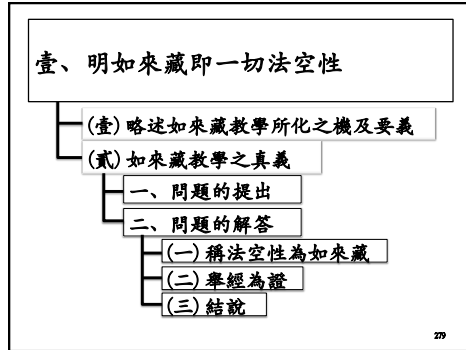 壹、明如來藏即一切法空性
(壹)略述如來藏教學所化之機及要義
(貳)如來藏教學之真義
一、問題的提出
二、問題的解答
(一)稱法空性為如來藏
(二)舉經為證
(三)結說
279